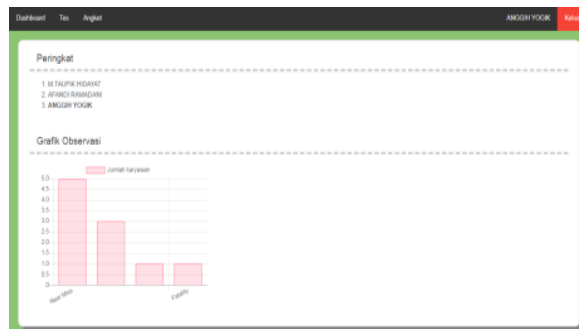 Dashboard Tes Angket ANGGIH YOGIK
Peringkat
1. M TAUFIK HIDAYAT
2. AFANDI RAMADANI
3. ANGGIH YOGIK
Grafik Observasi
Jumlah karyawan
5.0
4.5
4.0
3.5
3.0
2.5
2.0
1.5
1.0
0.5
0
Near Miss Fatality